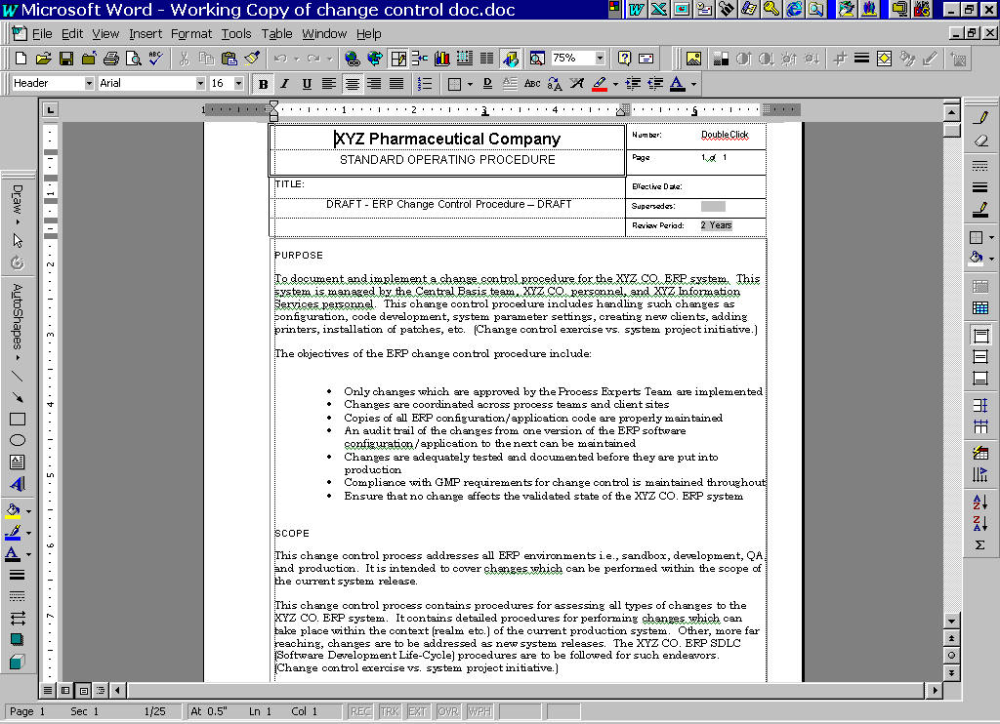 Microsoft Word - Working Copy of change control doc.doc
File Edit View Insert Format Tools Table Window Help
75%
Header Arial 16 B I U
XYZ Pharmaceutical Company
STANDARD OPERATING PROCEDURE
Number: DoubleClick
Page 1 of 1
TITLE:
Effective Date:
DRAFT - ERP Change Control Procedure – DRAFT
Supersedes:
Review Period: 2 Years
PURPOSE
To document and implement a change control procedure for the XYZ CO. ERP system. This
system is managed by the Central Basis team, XYZ CO. personnel, and XYZ Information
Services personnel. This change control procedure includes handling such changes as
configuration, code development, system parameter settings, creating new clients, adding
printers, installation of patches, etc. (Change control exercise vs. system project initiative.)
The objectives of the ERP change control procedure include:
• Only changes which are approved by the Process Experts Team are implemented
• Changes are coordinated across process teams and client sites
• Copies of all ERP configuration/application code are properly maintained
• An audit trail of the changes from one version of the ERP software
configuration/application to the next can be maintained
• Changes are adequately tested and documented before they are put into
production
• Compliance with GMP requirements for change control is maintained throughout
• Ensure that no change affects the validated state of the XYZ CO. ERP system
SCOPE
This change control process addresses all ERP environments i.e., sandbox, development, QA,
and production. It is intended to cover changes which can be performed within the scope of
the current system release.
This change control process contains procedures for assessing all types of changes to the
XYZ CO. ERP system. It contains detailed procedures for performing changes which can
take place within the context (realm etc.) of the current production system. Other, more far
reaching, changes are to be addressed as new system releases. The XYZ CO. ERP SDLC
(Software Development Life-Cycle) procedures are to be followed for such endeavors.
(Change control exercise vs. system project initiative.)
Draw
AutoShapes
Page 1 Sec 1 1/25 At 0.5" Ln 1 Col 1 REC TRK EXT OVR WPH